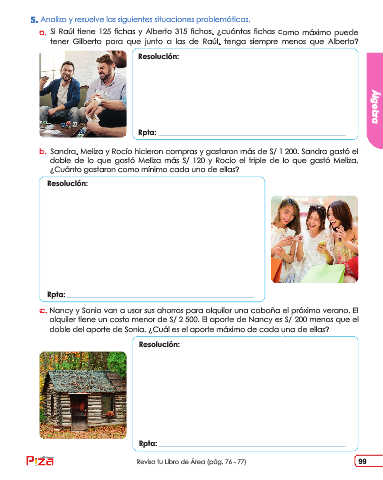 5. Analiza y resuelve las siguientes situaciones problemáticas.
a. Si Raúl tiene 125 fichas y Alberto 315 fichas, ¿cuántas fichas como máximo puede
tener Gilberto para que junto a las de Raúl, tenga siempre menos que Alberto?
Resolución:
Rpta:
Álgebra
b. Sandra, Meliza y Rocío hicieron compras y gastaron más de S/ 1 200. Sandra gastó el
doble de lo que gastó Meliza más S/ 120 y Rocío el triple de lo que gastó Meliza.
¿Cuánto gastaron como mínimo cada una de ellas?
Resolución:
Rpta:
c. Nancy y Sonia van a usar sus ahorros para alquilar una cabaña el próximo verano. El
alquiler tiene un costo menor de S/ 2 500. El aporte de Nancy es S/ 200 menos que el
doble del aporte de Sonia. ¿Cuál es el aporte máximo de cada una de ellas?
Resolución:
Rpta:
Pizá
Revisa tu Libro de Área (pág. 76 - 77)
99